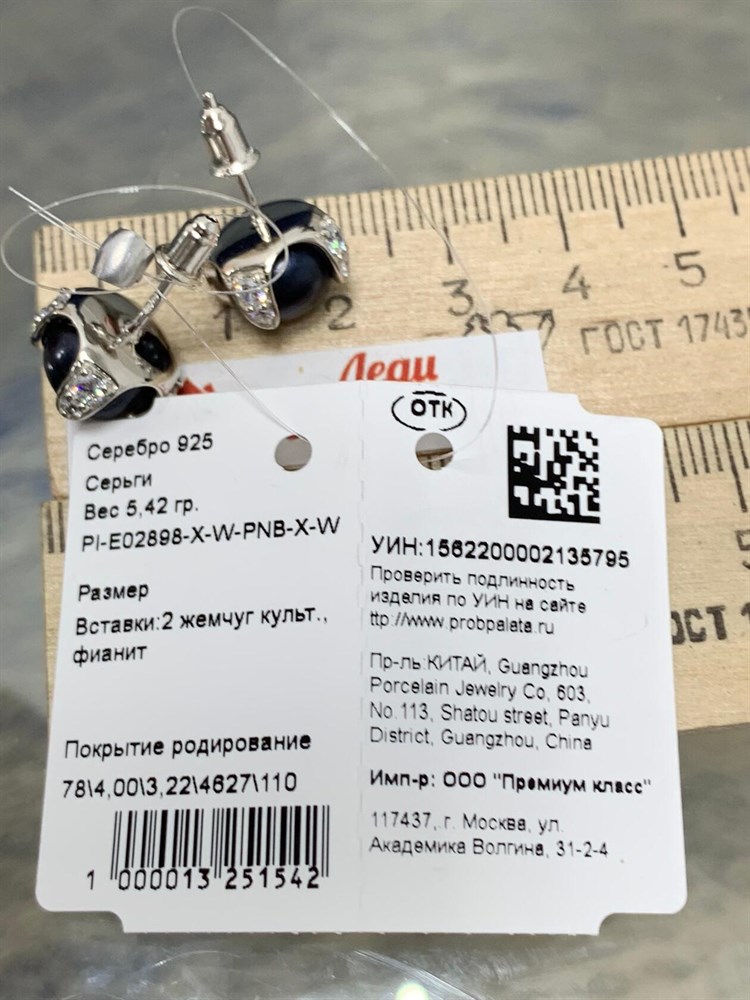 1 2 3 4 5
ГОСТ 1743
Леди
Серебро 925
Серьги
Вес 5,42 гр.
PI-E02898-X-W-PNB-X-W
Размер
Вставки:2 жемчуг культ.,
фианит
Покрытие родирование
78\4,00\3,22\4627\110
1 000013 251542
ОТК
УИН:1562200002135795
Проверить подлинность
изделия по УИН на сайте
ttp://www.probpalata.ru
Пр-ль:КИТАЙ, Guangzhou
Porcelain Jewelry Co, 603,
No.113, Shatou street, Panyu
District, Guangzhou, China
Имп-р: ООО "Премиум класс"
117437, г. Москва, ул.
Академика Волгина, 31-2-4
5
ОСТ 1